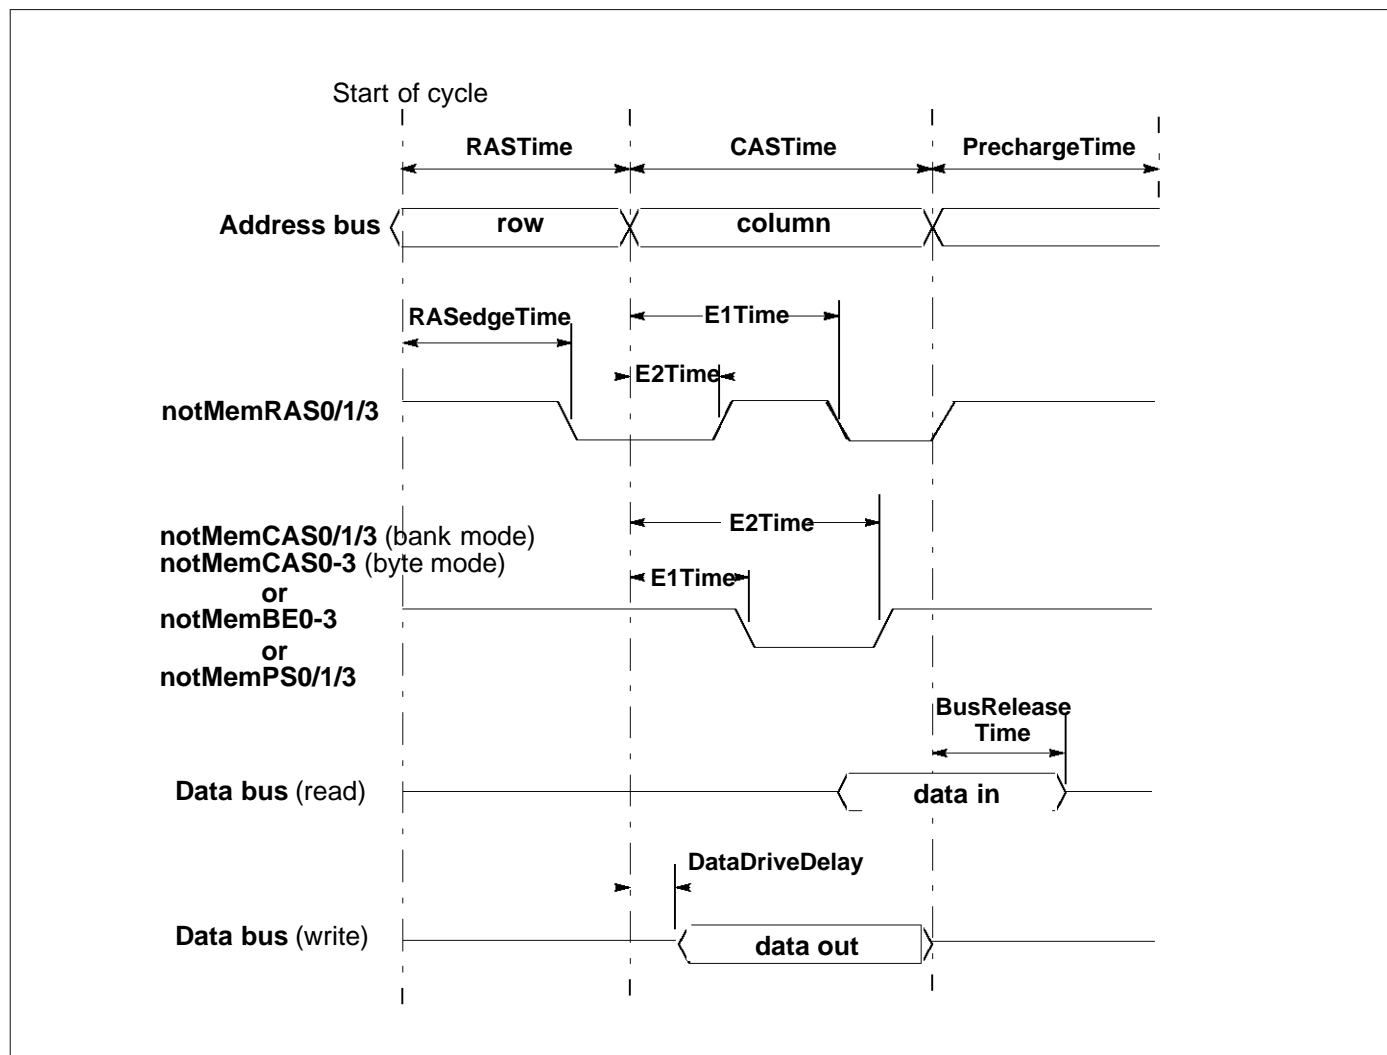 Start of cycle
RASTime
CASTime
PrechargeTime
Address bus
row
column
RASedgeTime
E1Time
E2Time
notMemRAS0/1/3
E2Time
notMemCAS0/1/3 (bank mode)
notMemCAS0-3 (byte mode)
E1Time
or
notMemBE0-3
or
notMemPS0/1/3
BusRelease
Time
Data bus (read)
data in
DataDriveDelay
Data bus (write)
data out